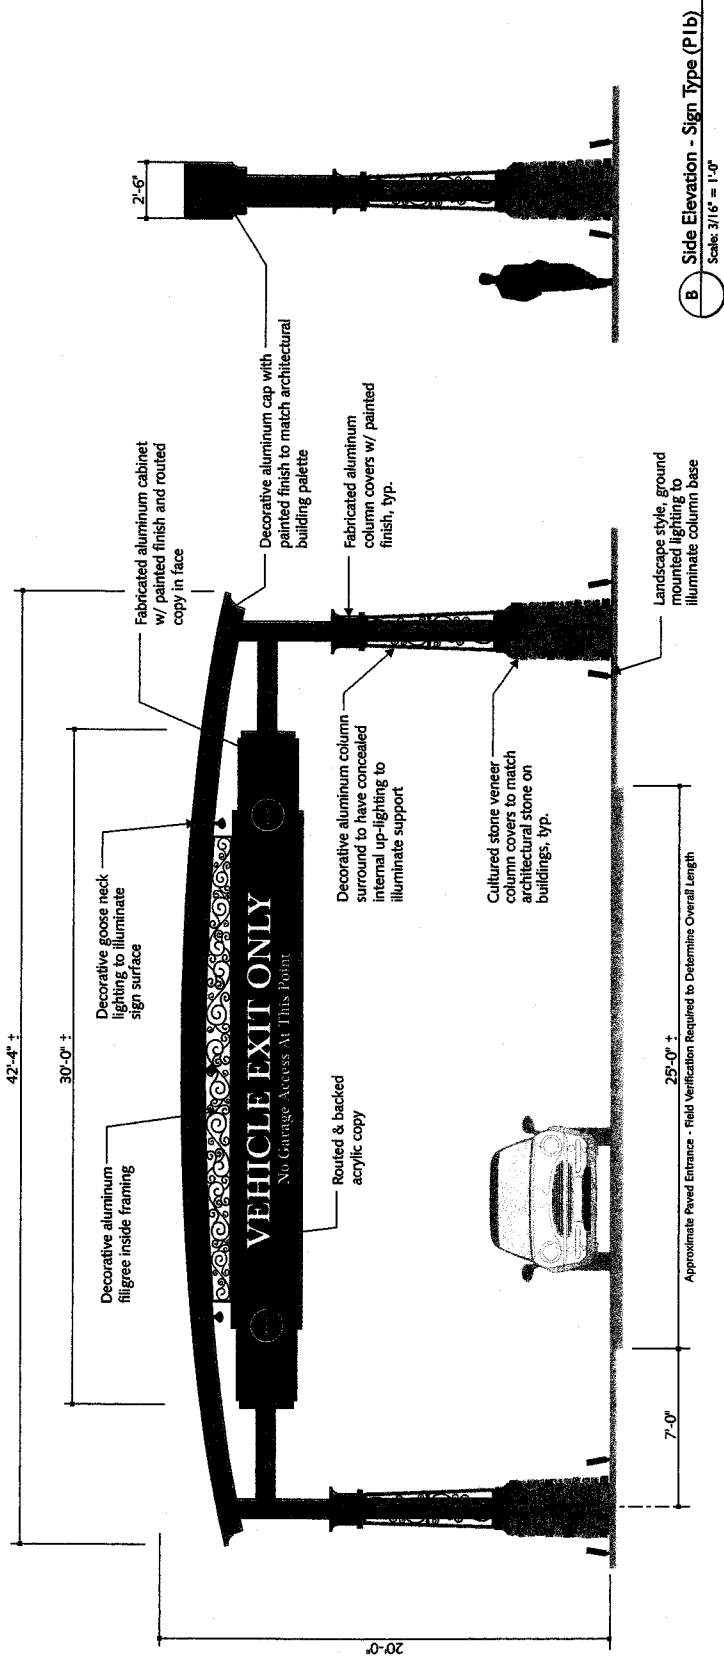 42'-4" ±
30'-0" ±
Decorative aluminum
filigree inside framing
Decorative goose neck
lighting to illuminate
sign surface
Fabricated aluminum cabinet
w/ painted finish and routed
copy in face
2'-6"
Decorative aluminum cap with
painted finish to match architectural
building palette
VEHICLE EXIT ONLY
No Garage Access At This Point
Routed & backed
acrylic copy
Fabricated aluminum
column covers w/ painted
finish, typ.
Decorative aluminum column
surround to have concealed
internal up-lighting to
illuminate support
Cultured stone veneer
column covers to match
architectural stone on
buildings, typ.
Landscape style, ground
mounted lighting to
illuminate column base
20'-0"
7'-0"
25'-0" ±
Approximate Paved Entrance - Field Verification Required to Determine Overall Length
B
Side Elevation - Sign Type (P1b)
Scale: 3/16" = 1'-0"